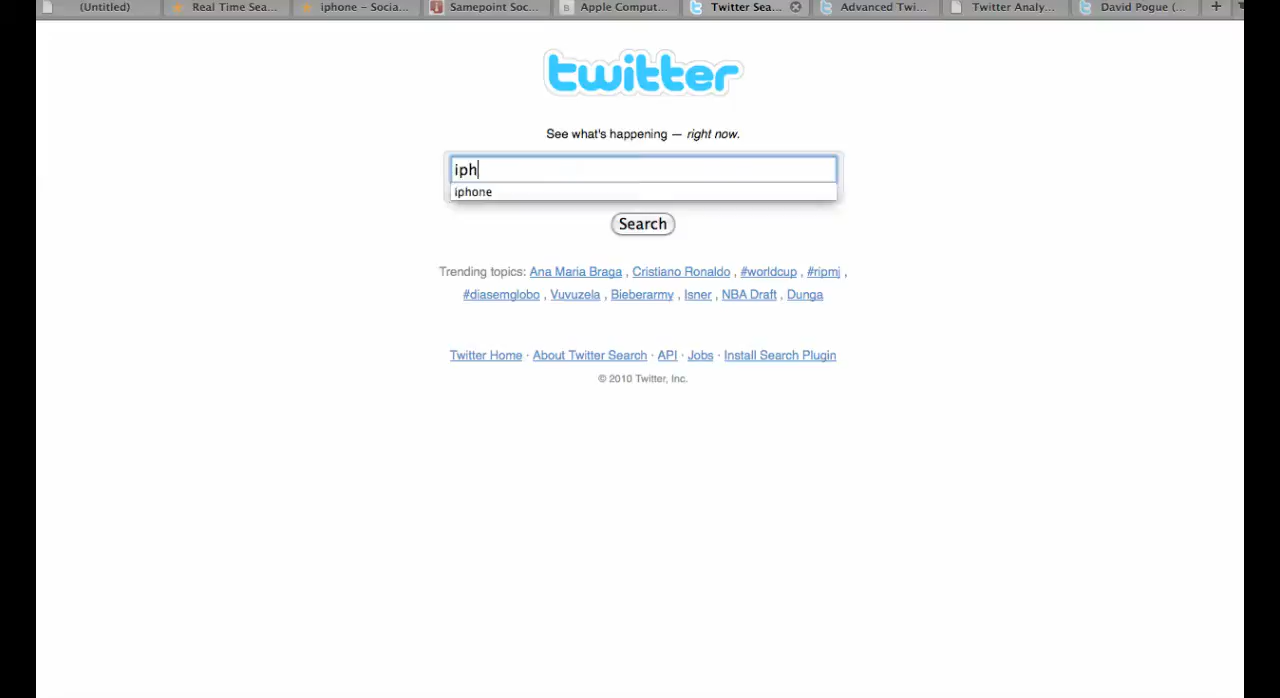 (Untitled) Real Time Sea... iphone – Socia... Samepoint Soc... Apple Comput... Twitter Sea... Advanced Twi... Twitter Analy... David Pogue (...
twitter
See what's happening — right now.
iph
iphone
Search
Trending topics: Ana Maria Braga , Cristiano Ronaldo , #worldcup , #ripmj ,
#diasemglobo , Vuvuzela , Bieberarmy , Isner , NBA Draft , Dunga
Twitter Home · About Twitter Search · API · Jobs · Install Search Plugin
© 2010 Twitter, Inc.